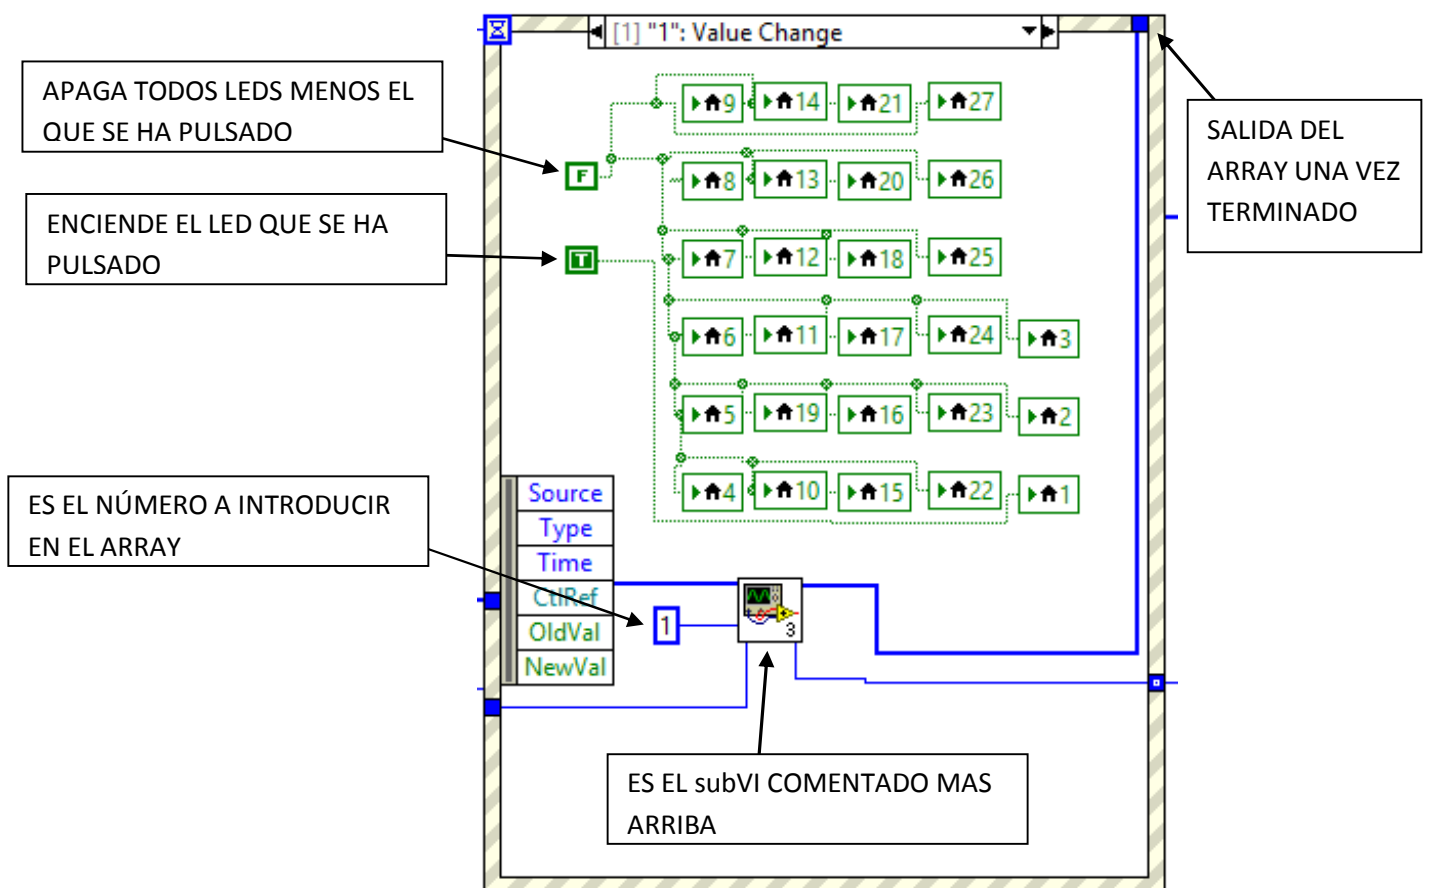 [1] "1": Value Change
APAGA TODOS LEDS MENOS EL
QUE SE HA PULSADO
9 14 21 27
SALIDA DEL
ARRAY UNA VEZ
TERMINADO
F
8 13 20 26
ENCIENDE EL LED QUE SE HA
PULSADO
T
7 12 18 25
6 11 17 24 3
5 19 16 23 2
4 10 15 22 1
ES EL NÚMERO A INTRODUCIR
EN EL ARRAY
Source
Type
Time
CtlRef
OldVal
NewVal
1
3
ES EL subVI COMENTADO MAS
ARRIBA